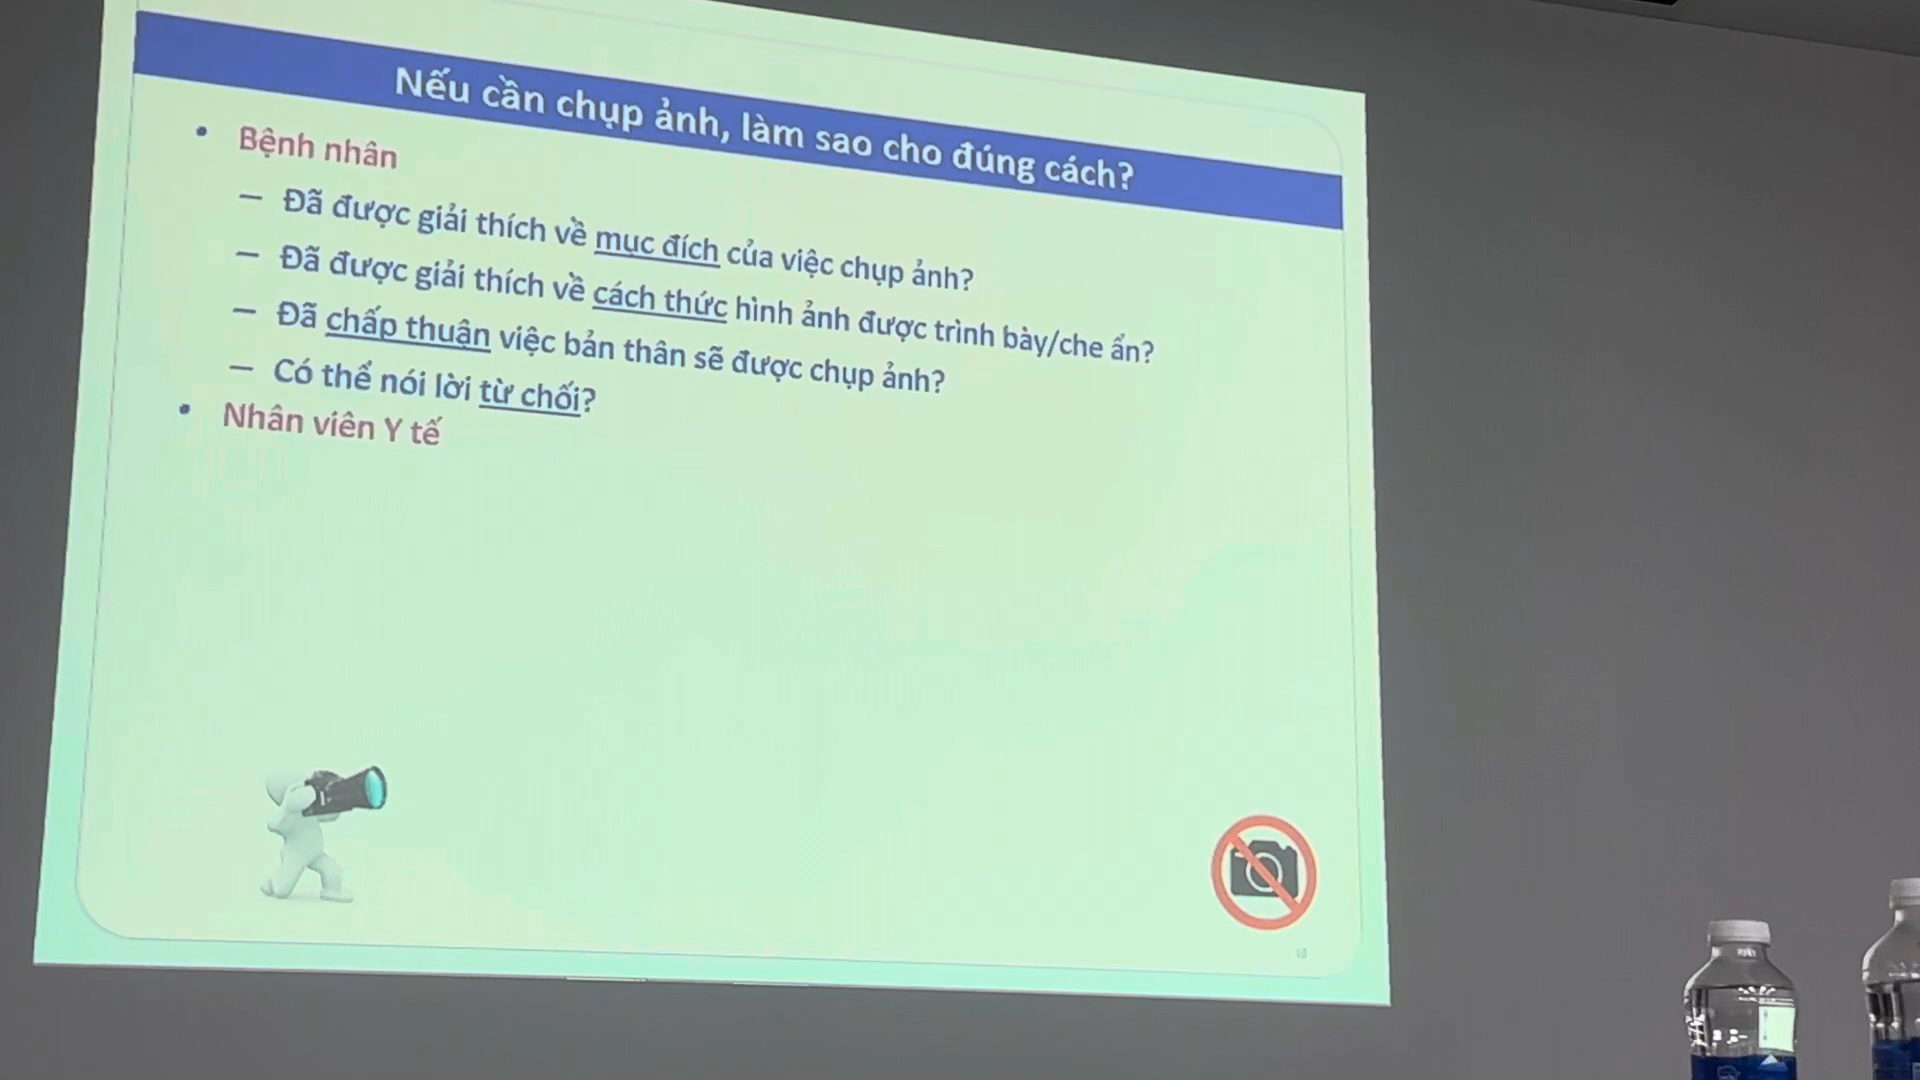 Nếu cần chụp ảnh, làm sao cho đúng cách?
• Bệnh nhân
— Đã được giải thích về mục đích của việc chụp ảnh?
— Đã được giải thích về cách thức hình ảnh được trình bày/che ẩn?
— Đã chấp thuận việc bản thân sẽ được chụp ảnh?
— Có thể nói lời từ chối?
• Nhân viên Y tế